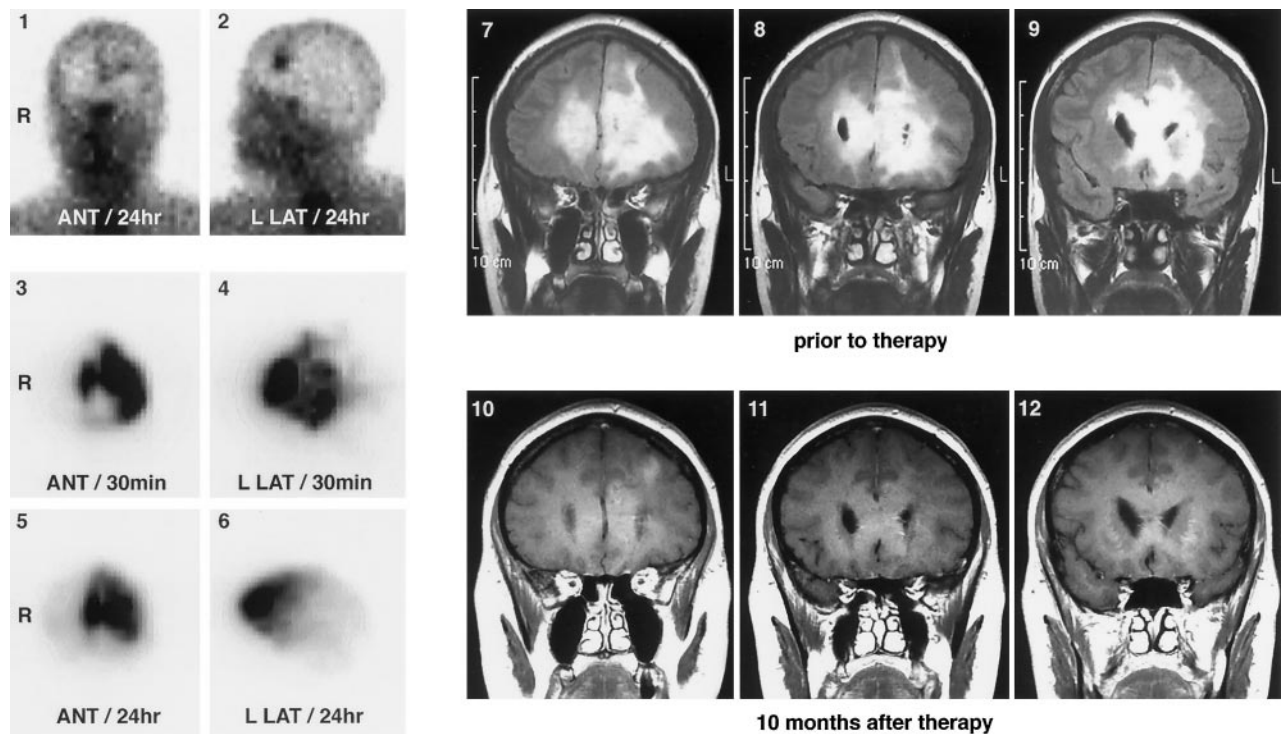 1
R
ANT / 24hr
2
L LAT / 24hr
3
R
ANT / 30min
4
L LAT / 30min
5
R
ANT / 24hr
6
L LAT / 24hr
7
10 cm
L
8
10 cm
L
9
10 cm
L
prior to therapy
10
11
12
10 months after therapy